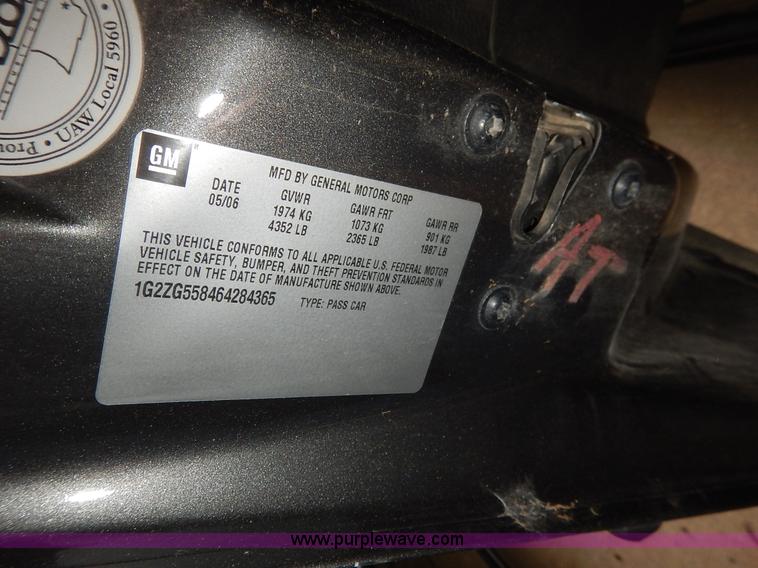 UAW Local 5960
Prou
GM
MFD BY GENERAL MOTORS CORP
DATE GVWR GAWR FRT GAWR RR
05/06 1974 KG 1073 KG 901 KG
4352 LB 2365 LB 1987 LB
THIS VEHICLE CONFORMS TO ALL APPLICABLE U.S. FEDERAL MOTOR
VEHICLE SAFETY, BUMPER, AND THEFT PREVENTION STANDARDS IN
EFFECT ON THE DATE OF MANUFACTURE SHOWN ABOVE.
1G2ZG558464284365 TYPE: PASS CAR
AT
www.purplewave.com